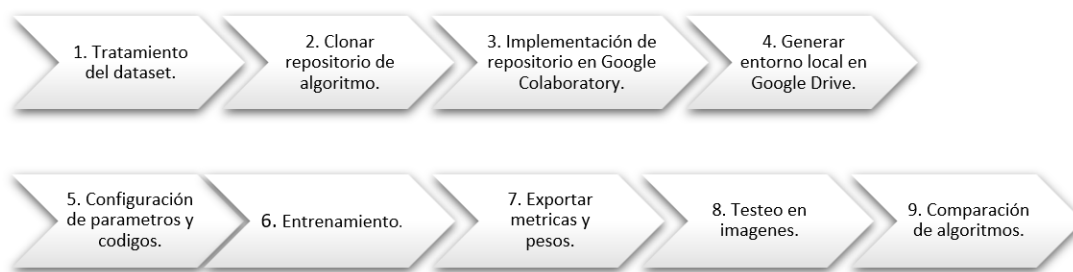 1. Tratamiento
del dataset.
2. Clonar
repositorio de
algoritmo.
3. Implementación de
repositorio en Google
Colaboratory.
4. Generar
entorno local en
Google Drive.
5. Configuración
de parametros y
codigos.
6. Entrenamiento.
7. Exportar
metricas y
pesos.
8. Testeo en
imagenes.
9. Comparación
de algoritmos.